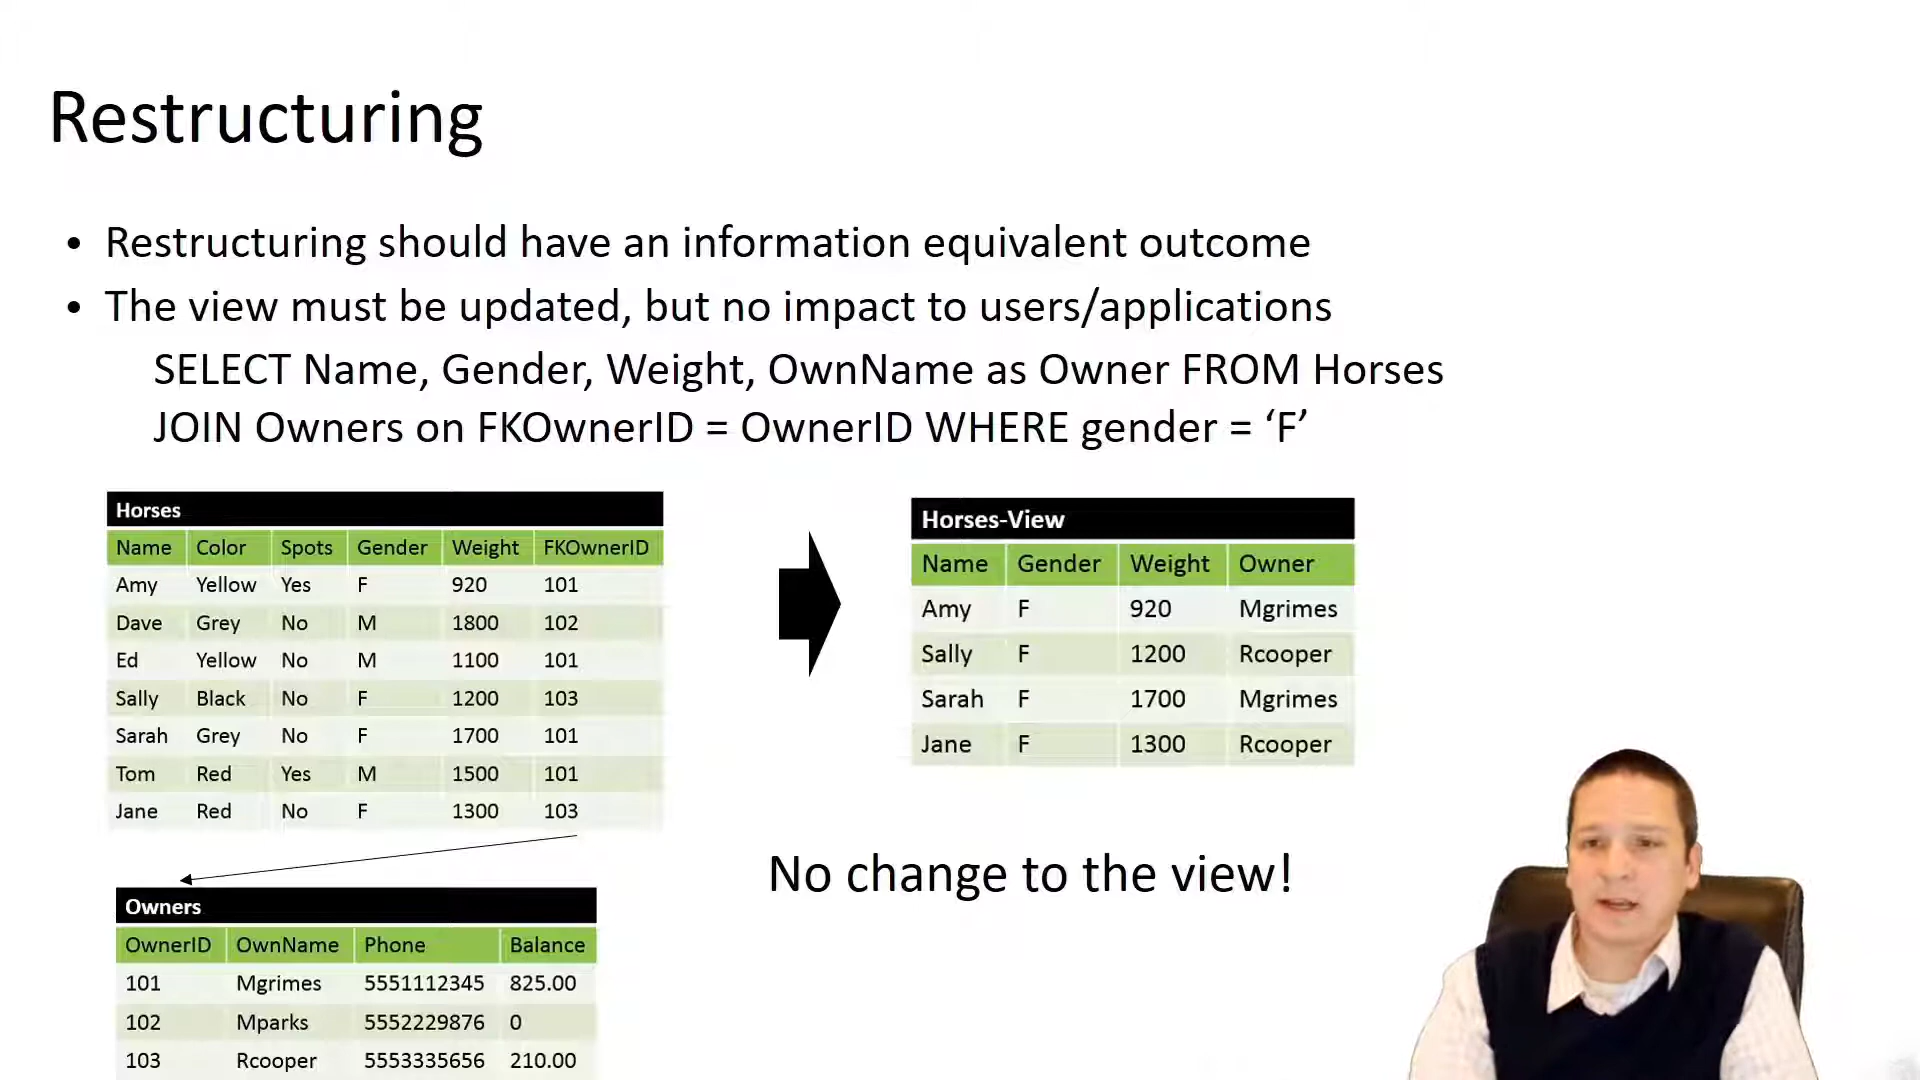 Restructuring
• Restructuring should have an information equivalent outcome
• The view must be updated, but no impact to users/applications
SELECT Name, Gender, Weight, OwnName as Owner FROM Horses
JOIN Owners on FKOwnerID = OwnerID WHERE gender = ‘F’
Horses
Name Color Spots Gender Weight FKOwnerID
Amy Yellow Yes F 920 101
Dave Grey No M 1800 102
Ed Yellow No M 1100 101
Sally Black No F 1200 103
Sarah Grey No F 1700 101
Tom Red Yes M 1500 101
Jane Red No F 1300 103
Horses-View
Name Gender Weight Owner
Amy F 920 Mgrimes
Sally F 1200 Rcooper
Sarah F 1700 Mgrimes
Jane F 1300 Rcooper
No change to the view!
Owners
OwnerID OwnName Phone Balance
101 Mgrimes 5551112345 825.00
102 Mparks 5552229876 0
103 Rcooper 5553335656 210.00